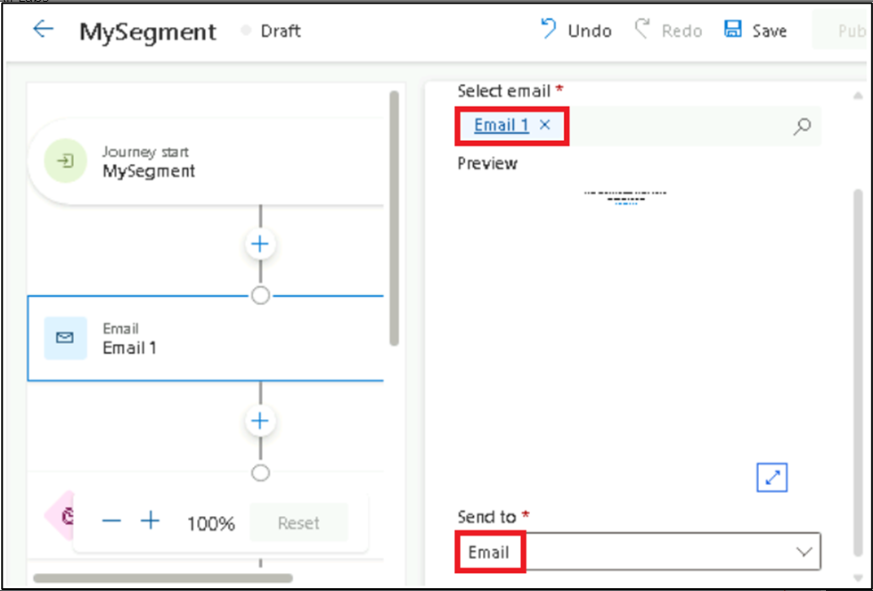 MySegment Draft Undo Redo Save Pub
Select email *
Email 1 ×
Preview
Journey start
MySegment
Email
Email 1
Send to *
Email
100% Reset